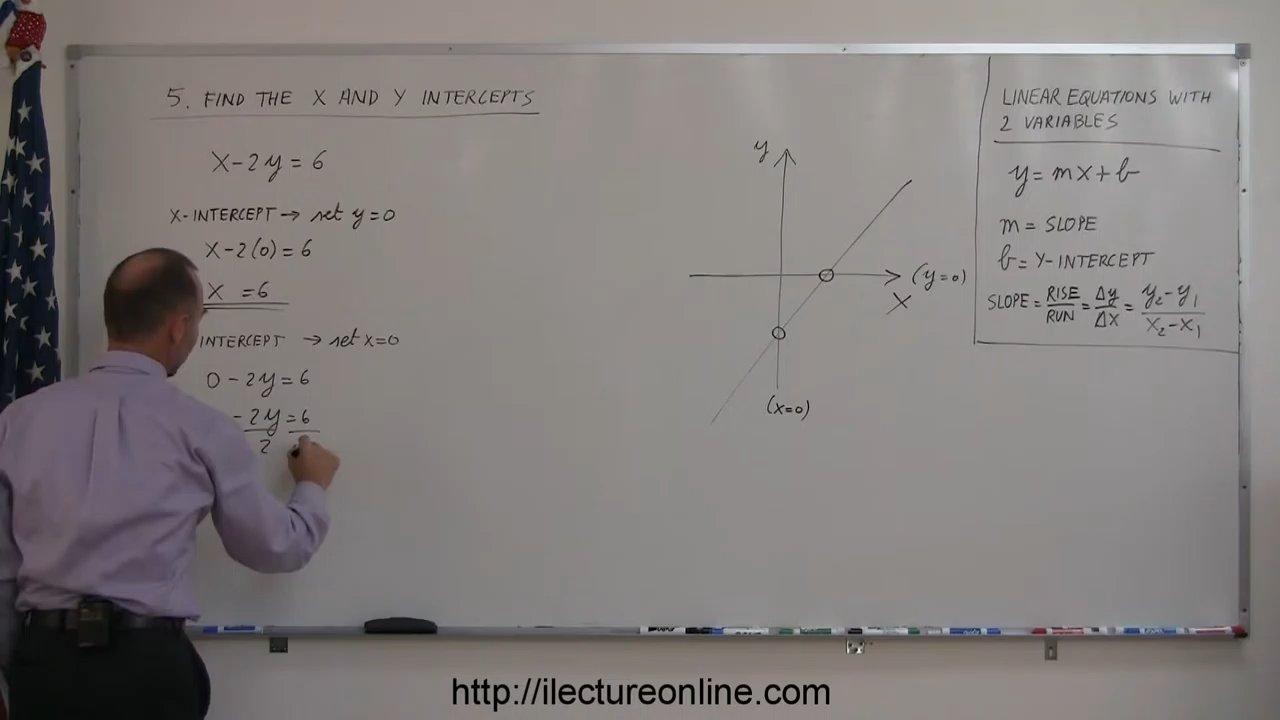 5. FIND THE X AND Y INTERCEPTS
X-2y = 6
X-INTERCEPT → set y=0
X-2(0) = 6
X = 6
INTERCEPT → set x=0
0 - 2y = 6
-2y = 6
2
y
(y=0)
X
(x=0)
LINEAR EQUATIONS WITH
2 VARIABLES
y = mx + b
m = SLOPE
b = Y-INTERCEPT
SLOPE = RISE/RUN = Δy/Δx = y₂-y₁/x₂-x₁
http://ilectureonline.com